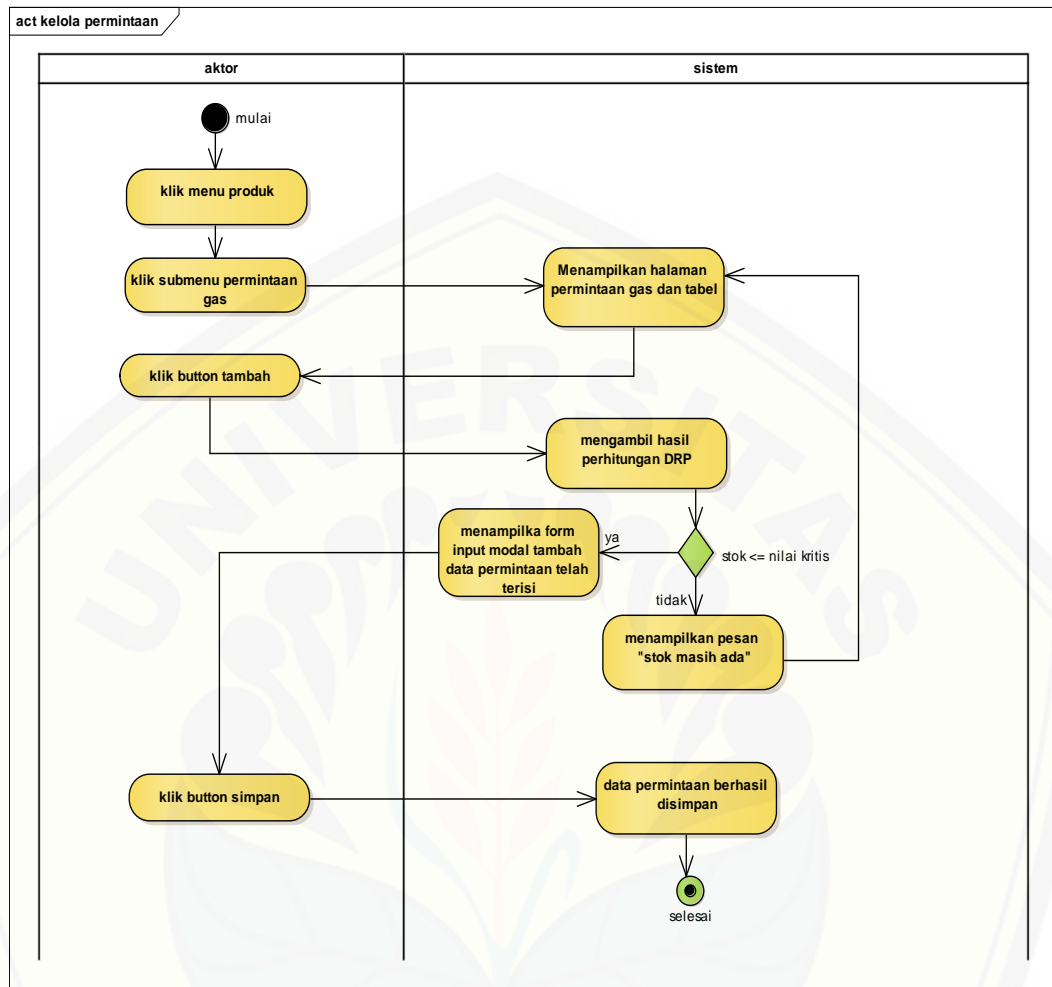 act kelola permintaan
aktor
sistem
mulai
klik menu produk
klik submenu permintaan
gas
Menampilkan halaman
permintaan gas dan tabel
klik button tambah
mengambil hasil
perhitungan DRP
menampilka form
input modal tambah
data permintaan telah
terisi
ya
stok <= nilai kritis
tidak
menampilkan pesan
"stok masih ada"
klik button simpan
data permintaan berhasil
disimpan
selesai
UNIVERSITAS